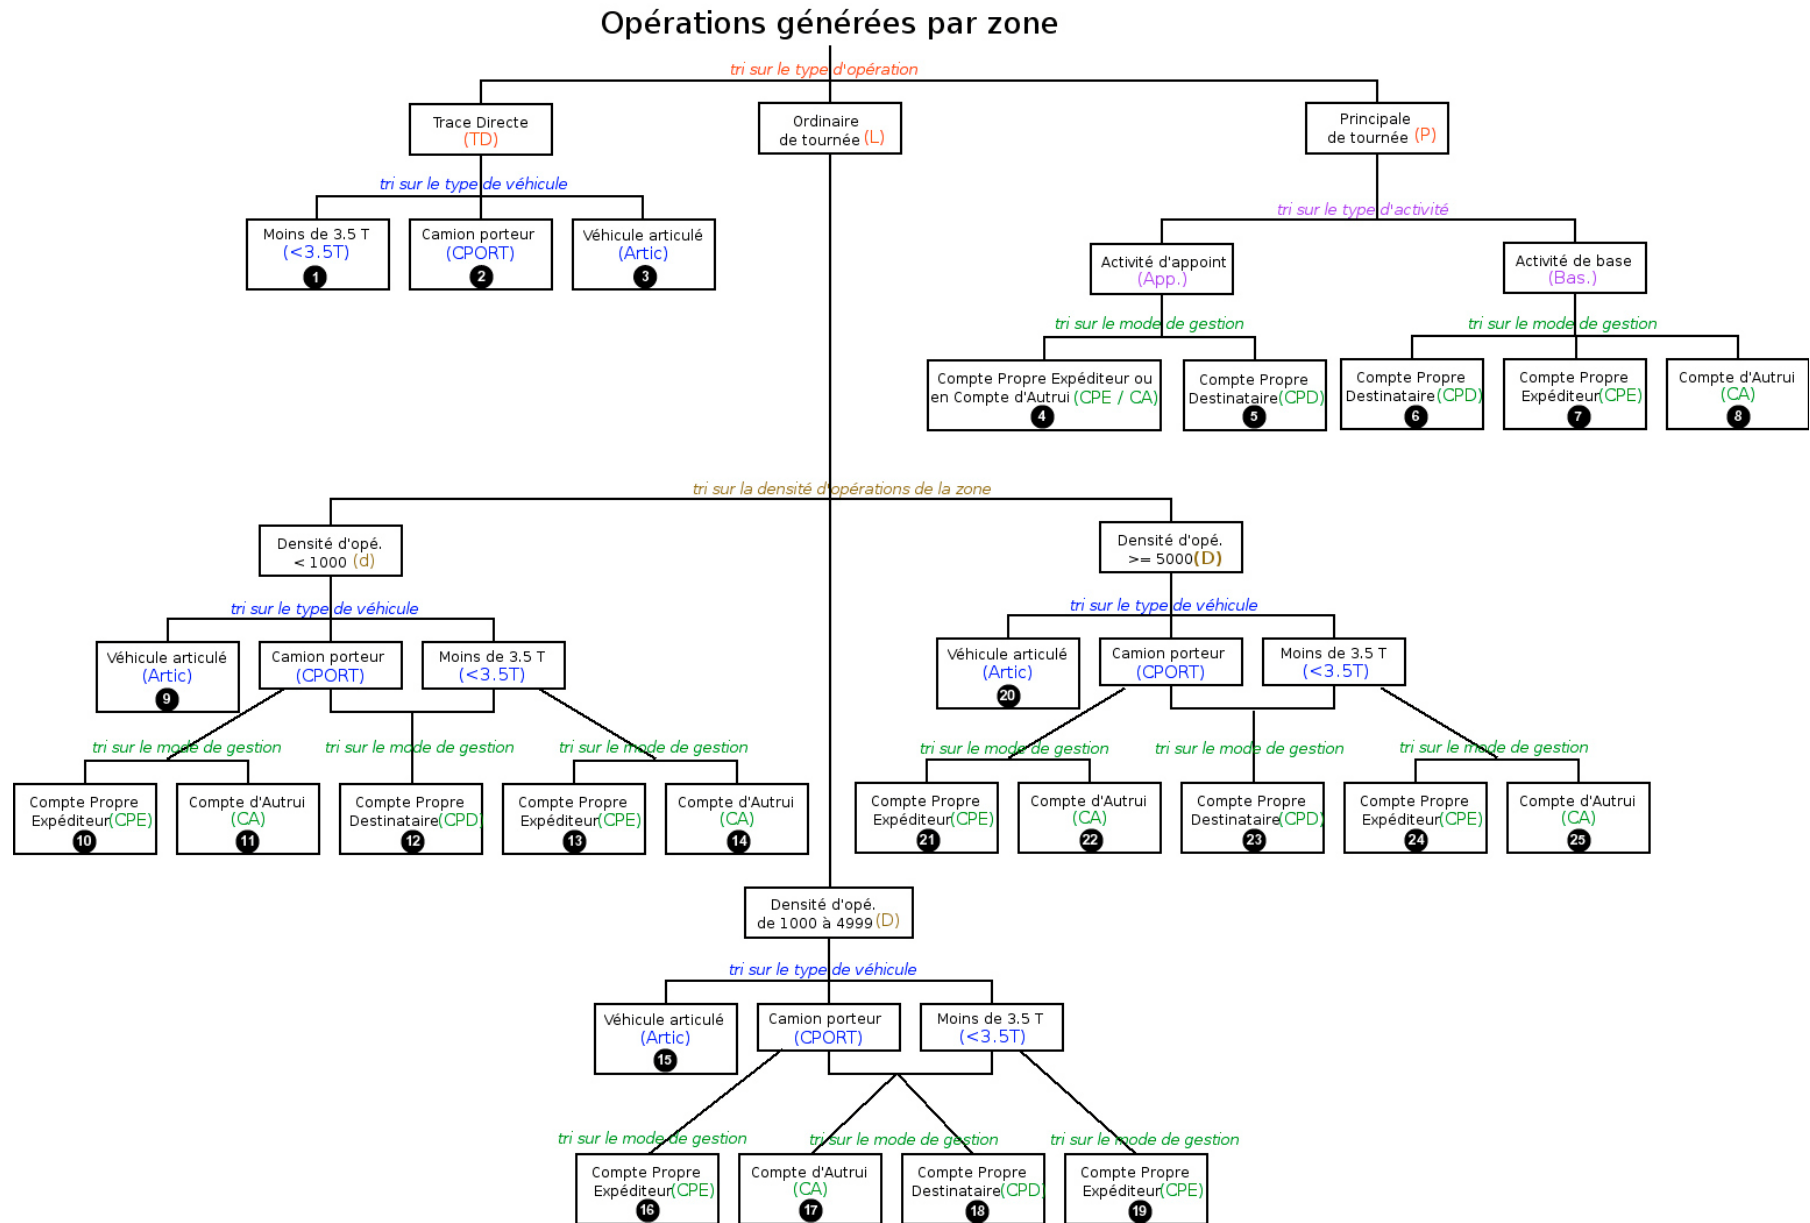 Opérations générées par zone
tri sur le type d'opération
Trace Directe
(TD)
Ordinaire
de tournée (L)
Principale
de tournée (P)
tri sur le type de véhicule
Moins de 3.5 T
(<3.5T)
1
Camion porteur
(CPORT)
2
Véhicule articulé
(Artic)
3
tri sur le type d'activité
Activité d'appoint
(App.)
Activité de base
(Bas.)
tri sur le mode de gestion
tri sur le mode de gestion
Compte Propre Expéditeur ou
en Compte d'Autrui (CPE / CA)
4
Compte Propre
Destinataire (CPD)
5
Compte Propre
Destinataire (CPD)
6
Compte Propre
Expéditeur (CPE)
7
Compte d'Autrui
(CA)
8
tri sur la densité d'opérations de la zone
Densité d'opé.
< 1000 (d)
Densité d'opé.
>= 5000 (D)
tri sur le type de véhicule
tri sur le type de véhicule
Véhicule articulé
(Artic)
9
Camion porteur
(CPORT)
Moins de 3.5 T
(<3.5T)
Véhicule articulé
(Artic)
20
Camion porteur
(CPORT)
Moins de 3.5 T
(<3.5T)
tri sur le mode de gestion
tri sur le mode de gestion
tri sur le mode de gestion
tri sur le mode de gestion
tri sur le mode de gestion
tri sur le mode de gestion
Compte Propre
Expéditeur (CPE)
10
Compte d'Autrui
(CA)
11
Compte Propre
Destinataire (CPD)
12
Compte Propre
Expéditeur (CPE)
13
Compte d'Autrui
(CA)
14
Compte Propre
Expéditeur (CPE)
21
Compte d'Autrui
(CA)
22
Compte Propre
Destinataire (CPD)
23
Compte Propre
Expéditeur (CPE)
24
Compte d'Autrui
(CA)
25
Densité d'opé.
de 1000 à 4999 (D)
tri sur le type de véhicule
Véhicule articulé
(Artic)
15
Camion porteur
(CPORT)
Moins de 3.5 T
(<3.5T)
tri sur le mode de gestion
tri sur le mode de gestion
tri sur le mode de gestion
Compte Propre
Expéditeur (CPE)
16
Compte d'Autrui
(CA)
17
Compte Propre
Destinataire (CPD)
18
Compte Propre
Expéditeur (CPE)
19